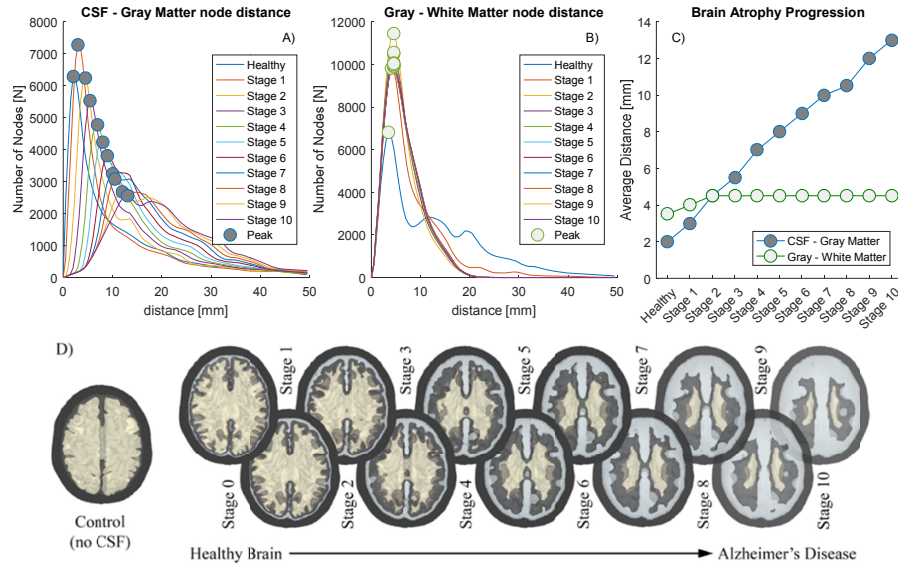 CSF - Gray Matter node distance
A)
Number of Nodes [N]
8000
7000
6000
5000
4000
3000
2000
1000
0
0 10 20 30 40 50
distance [mm]
Healthy
Stage 1
Stage 2
Stage 3
Stage 4
Stage 5
Stage 6
Stage 7
Stage 8
Stage 9
Stage 10
Peak
Gray - White Matter node distance
B)
Number of Nodes [N]
12000
10000
8000
6000
4000
2000
0
0 10 20 30 40 50
distance [mm]
Healthy
Stage 1
Stage 2
Stage 3
Stage 4
Stage 5
Stage 6
Stage 7
Stage 8
Stage 9
Stage 10
Peak
Brain Atrophy Progression
C)
Average Distance [mm]
14
12
10
8
6
4
2
0
Healthy
Stage 1
Stage 2
Stage 3
Stage 4
Stage 5
Stage 6
Stage 7
Stage 8
Stage 9
Stage 10
CSF - Gray Matter
Gray - White Matter
D)
Stage 1
Stage 3
Stage 5
Stage 7
Stage 9
Stage 0
Stage 2
Stage 4
Stage 6
Stage 8
Stage 10
Control
(no CSF)
Healthy Brain
Alzheimer's Disease